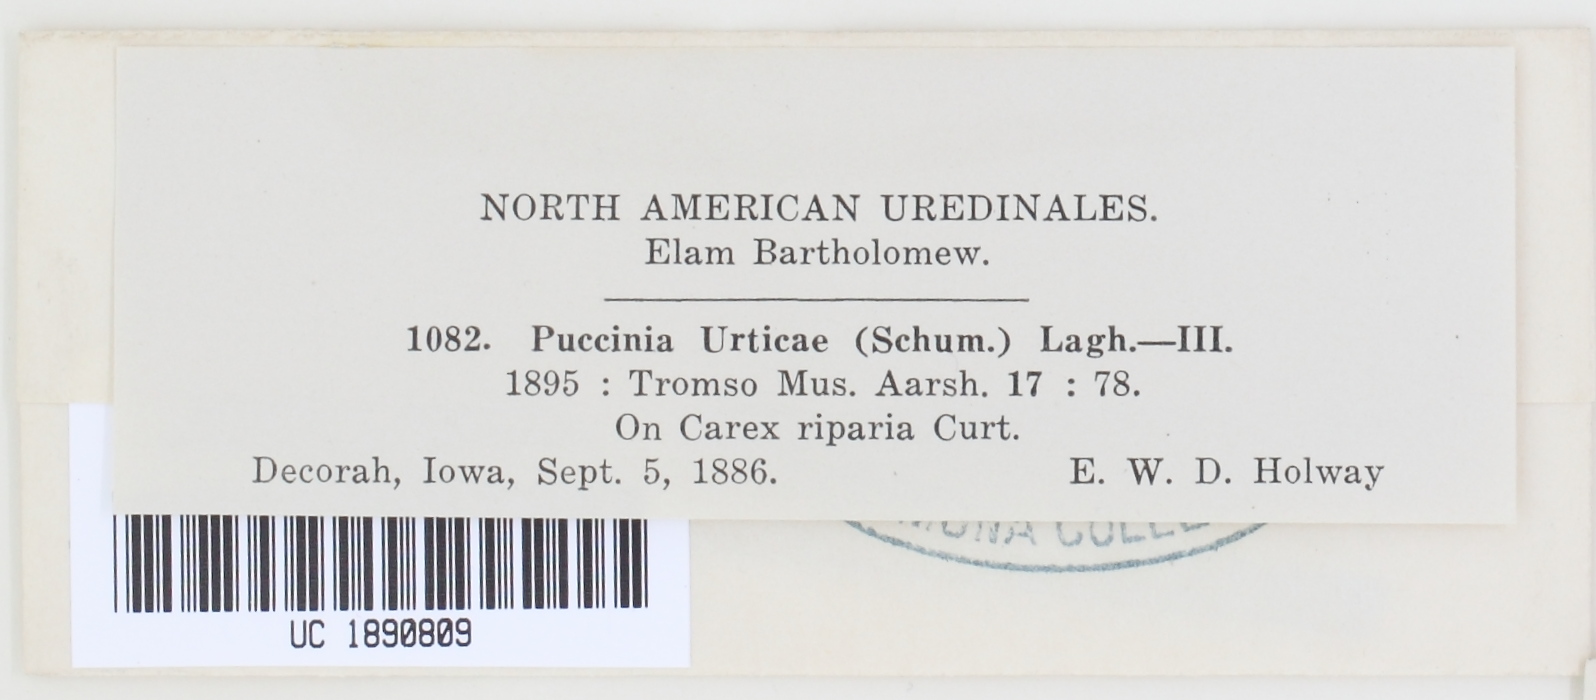 NORTH AMERICAN UREDINALES.
Elam Bartholomew.
1082. Puccinia Urticae (Schum.) Lagh.—III.
1895 : Tromso Mus. Aarsh. 17 : 78.
On Carex riparia Curt.
Decorah, Iowa, Sept. 5, 1886. E. W. D. Holway
UC 1890809